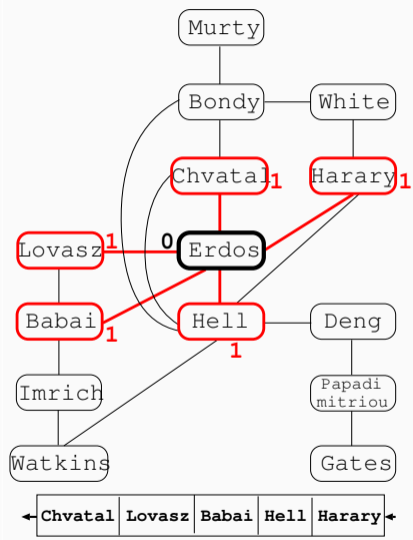 Murty
Bondy White
Chvatal 1 Harary 1
Lovasz 1 0 Erdos
Babai 1 Hell 1 Deng
Imrich Papadi
mitriou
Watkins Gates
Chvatal Lovasz Babai Hell Harary